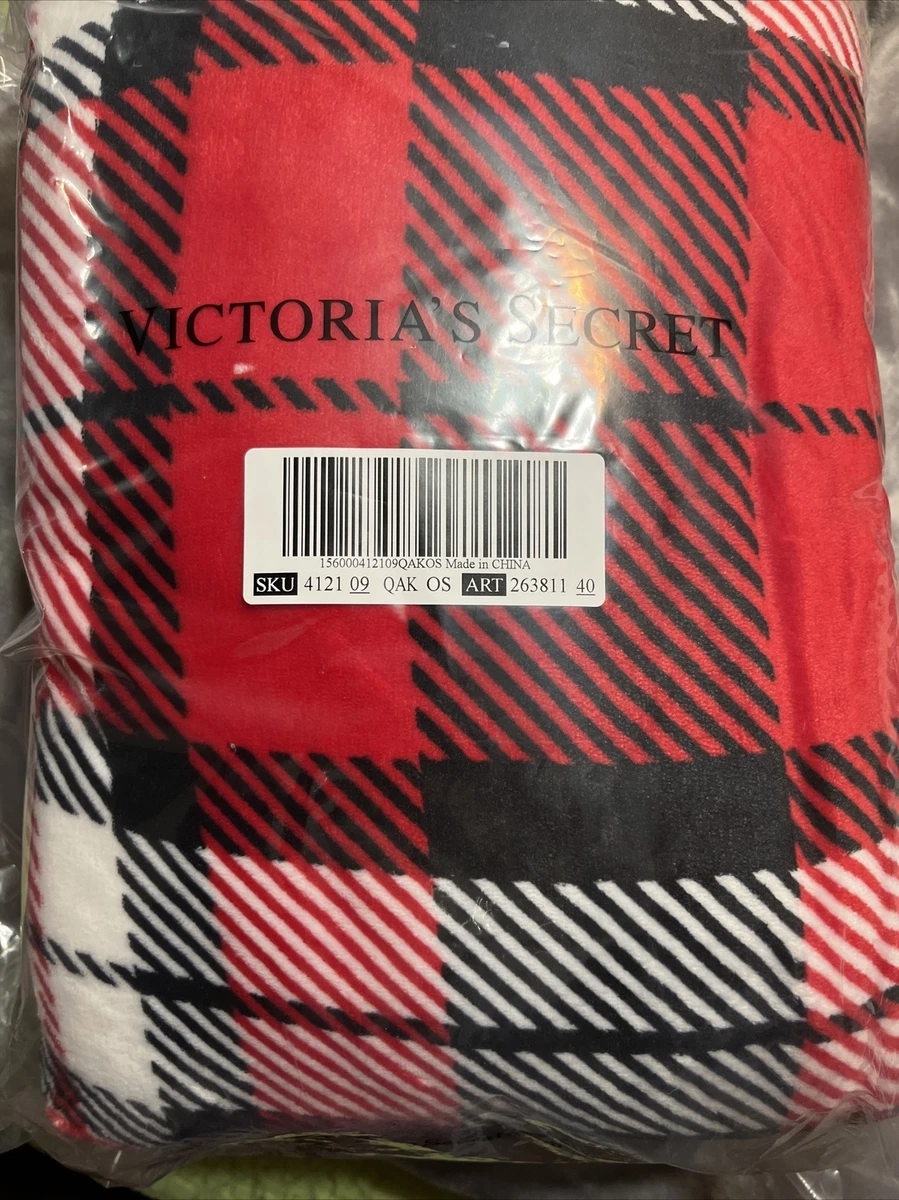 VICTORIA'S SECRET
156000412109QAKOS Made in CHINA
SKU 4121 09 QAK OS ART 263811 40